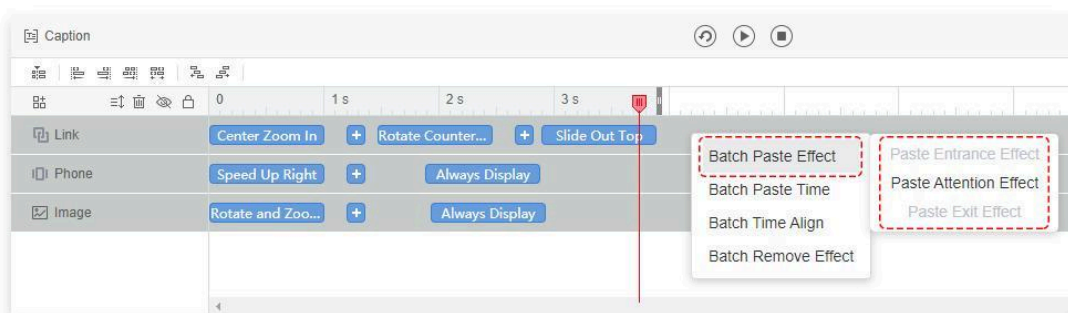 Caption
0 1 s 2 s 3 s
Link Center Zoom In + Rotate Counter... + Slide Out Top
Phone Speed Up Right + Always Display
Image Rotate and Zoo... + Always Display
Batch Paste Effect
Batch Paste Time
Batch Time Align
Batch Remove Effect
Paste Entrance Effect
Paste Attention Effect
Paste Exit Effect